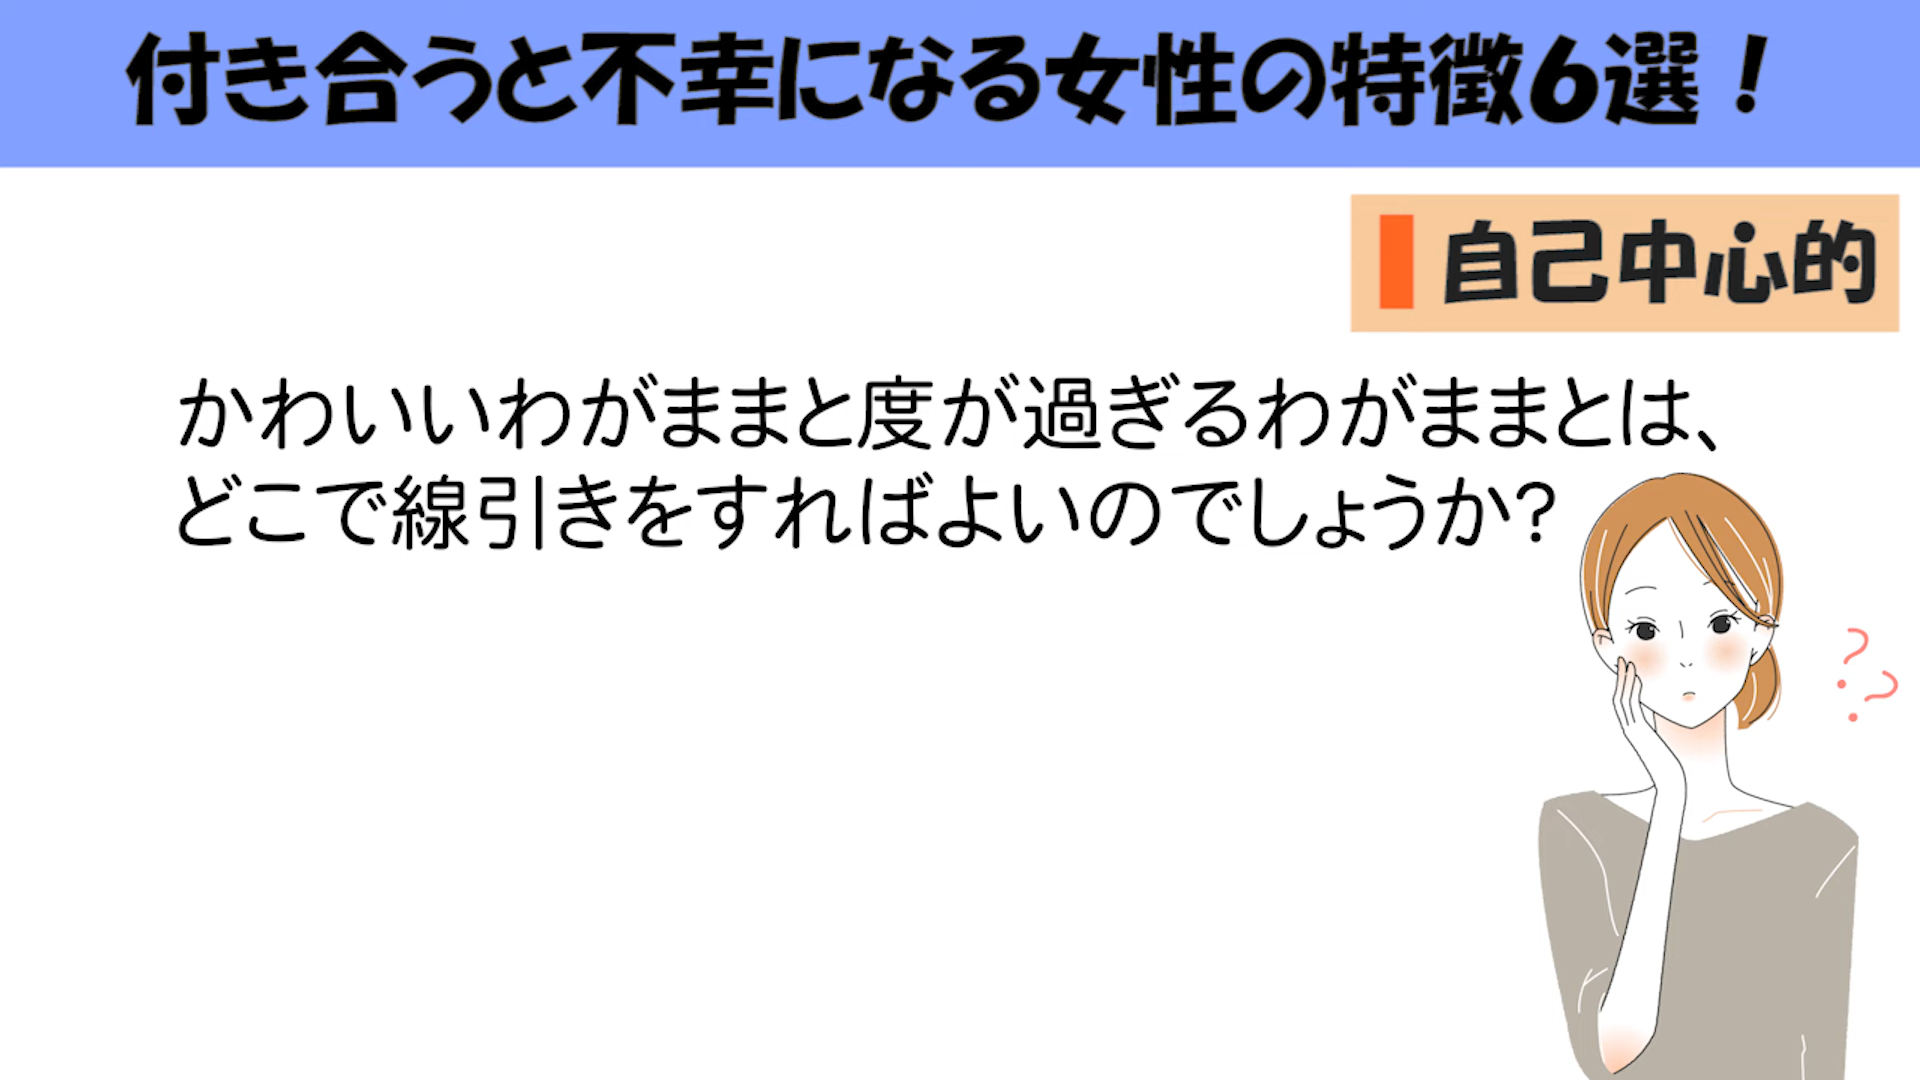 付き合うと不幸になる女性の特徴6選！
自己中心的
かわいいわがままと度が過ぎるわがままとは、
どこで線引きをすればよいのでしょうか?
??